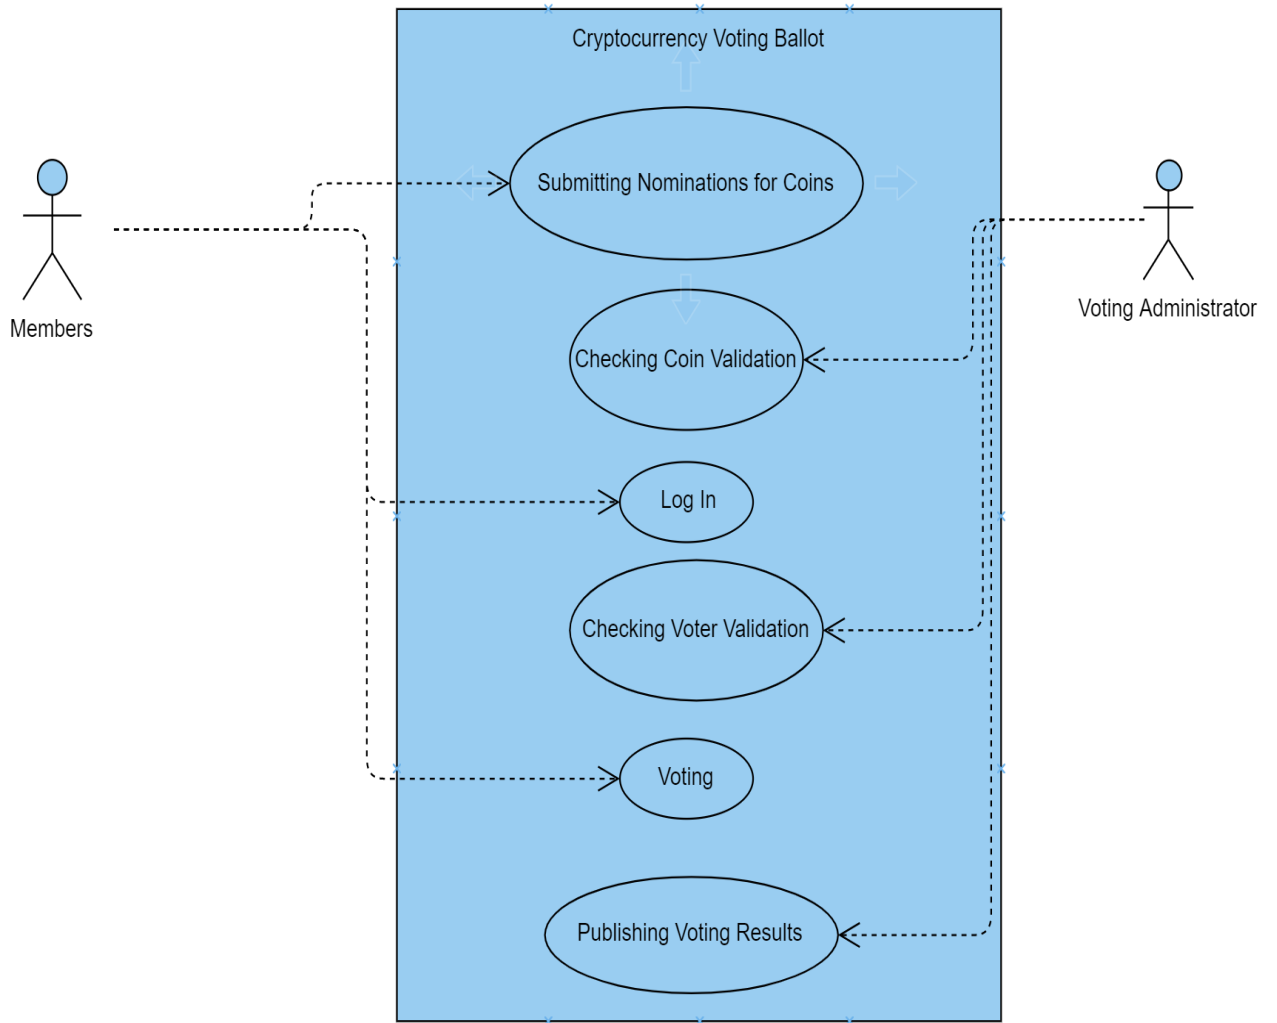 Cryptocurrency Voting Ballot
Submitting Nominations for Coins
Members
Voting Administrator
Checking Coin Validation
Log In
Checking Voter Validation
Voting
Publishing Voting Results